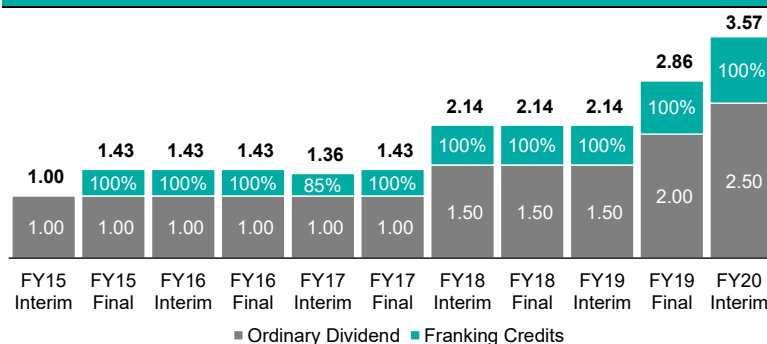 3.57
2.86
100%
2.14 2.14 2.14
100%
1.43 1.43 1.43 1.36 1.43
100% 100% 100%
1.00
100% 100% 100% 85% 100%
2.50
2.00
1.50 1.50 1.50
1.00 1.00 1.00 1.00 1.00 1.00
FY15 FY15 FY16 FY16 FY17 FY17 FY18 FY18 FY19 FY19 FY20
Interim Final Interim Final Interim Final Interim Final Interim Final Interim
Ordinary Dividend Franking Credits